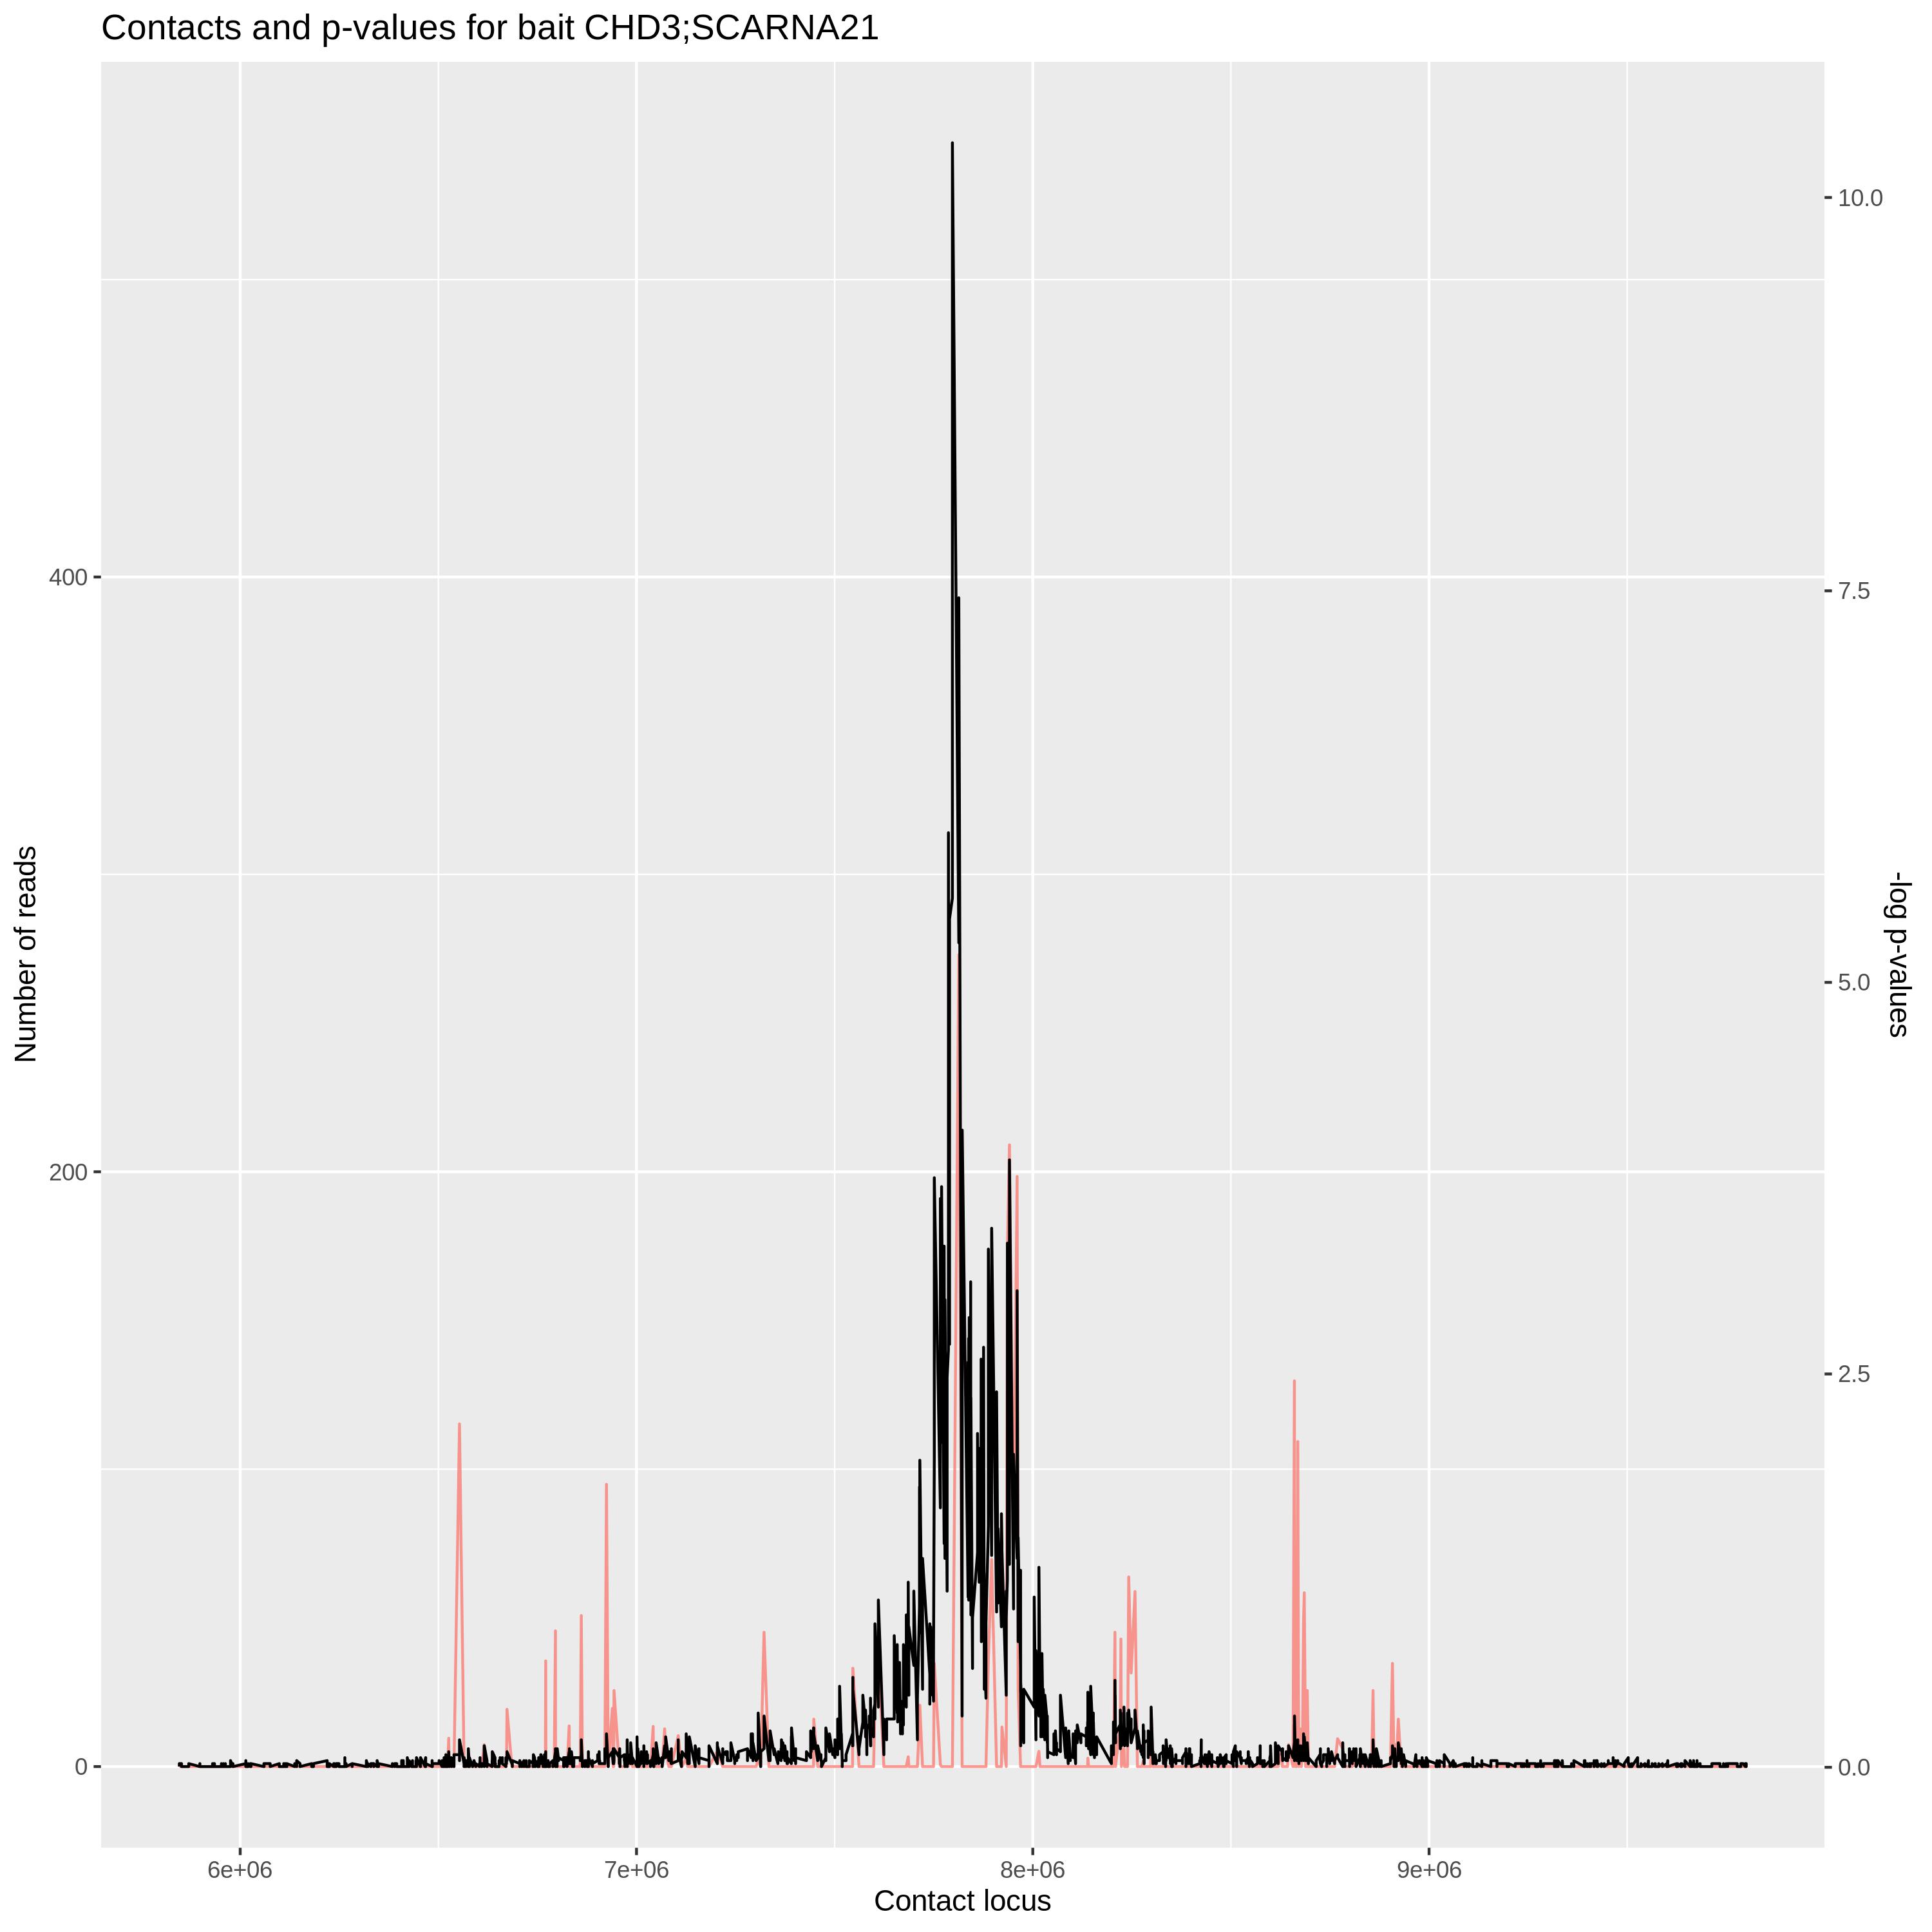 Contacts and p-values for bait CHD3;SCARNA21
Number of reads
400
200
0
10.0
7.5
5.0
2.5
0.0
-log p-values
6e+06 7e+06 8e+06 9e+06
Contact locus